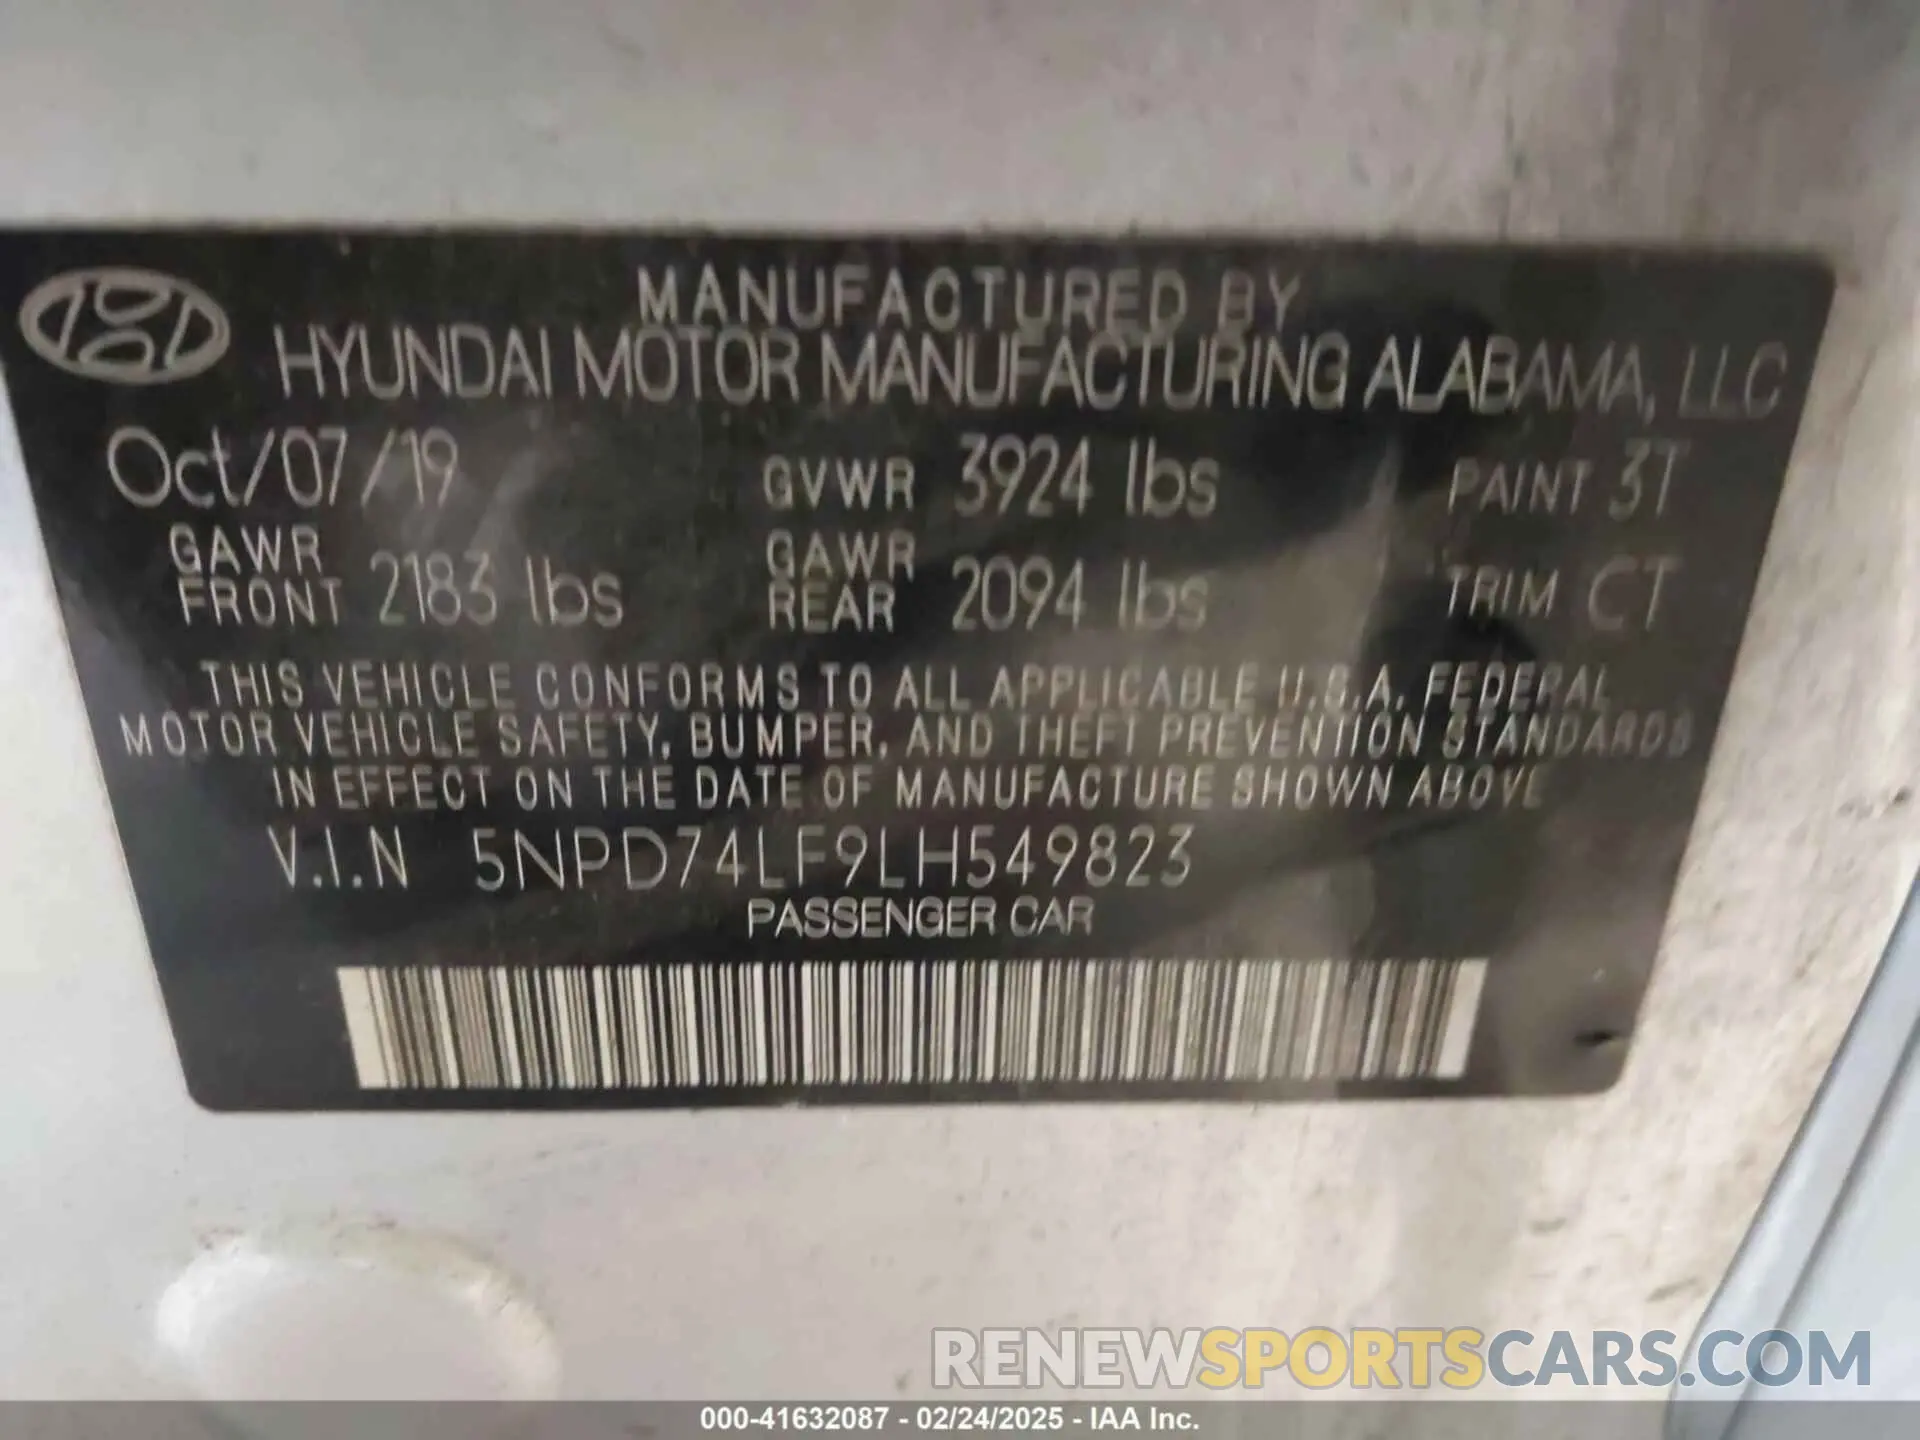 MANUFACTURED BY
HYUNDAI MOTOR MANUFACTURING ALABAMA, LLC
Oct/07/19 GVWR 3924 lbs PAINT 3T
GAWR FRONT 2183 lbs GAWR REAR 2094 lbs TRIM CT
THIS VEHICLE CONFORMS TO ALL APPLICABLE U.S.A. FEDERAL
MOTOR VEHICLE SAFETY, BUMPER, AND THEFT PREVENTION STANDARDS
IN EFFECT ON THE DATE OF MANUFACTURE SHOWN ABOVE
V.I.N 5NPD74LF9LH549823
PASSENGER CAR
RENEWSPORTSCARS.COM
000-41632087 - 02/24/2025 - IAA Inc.